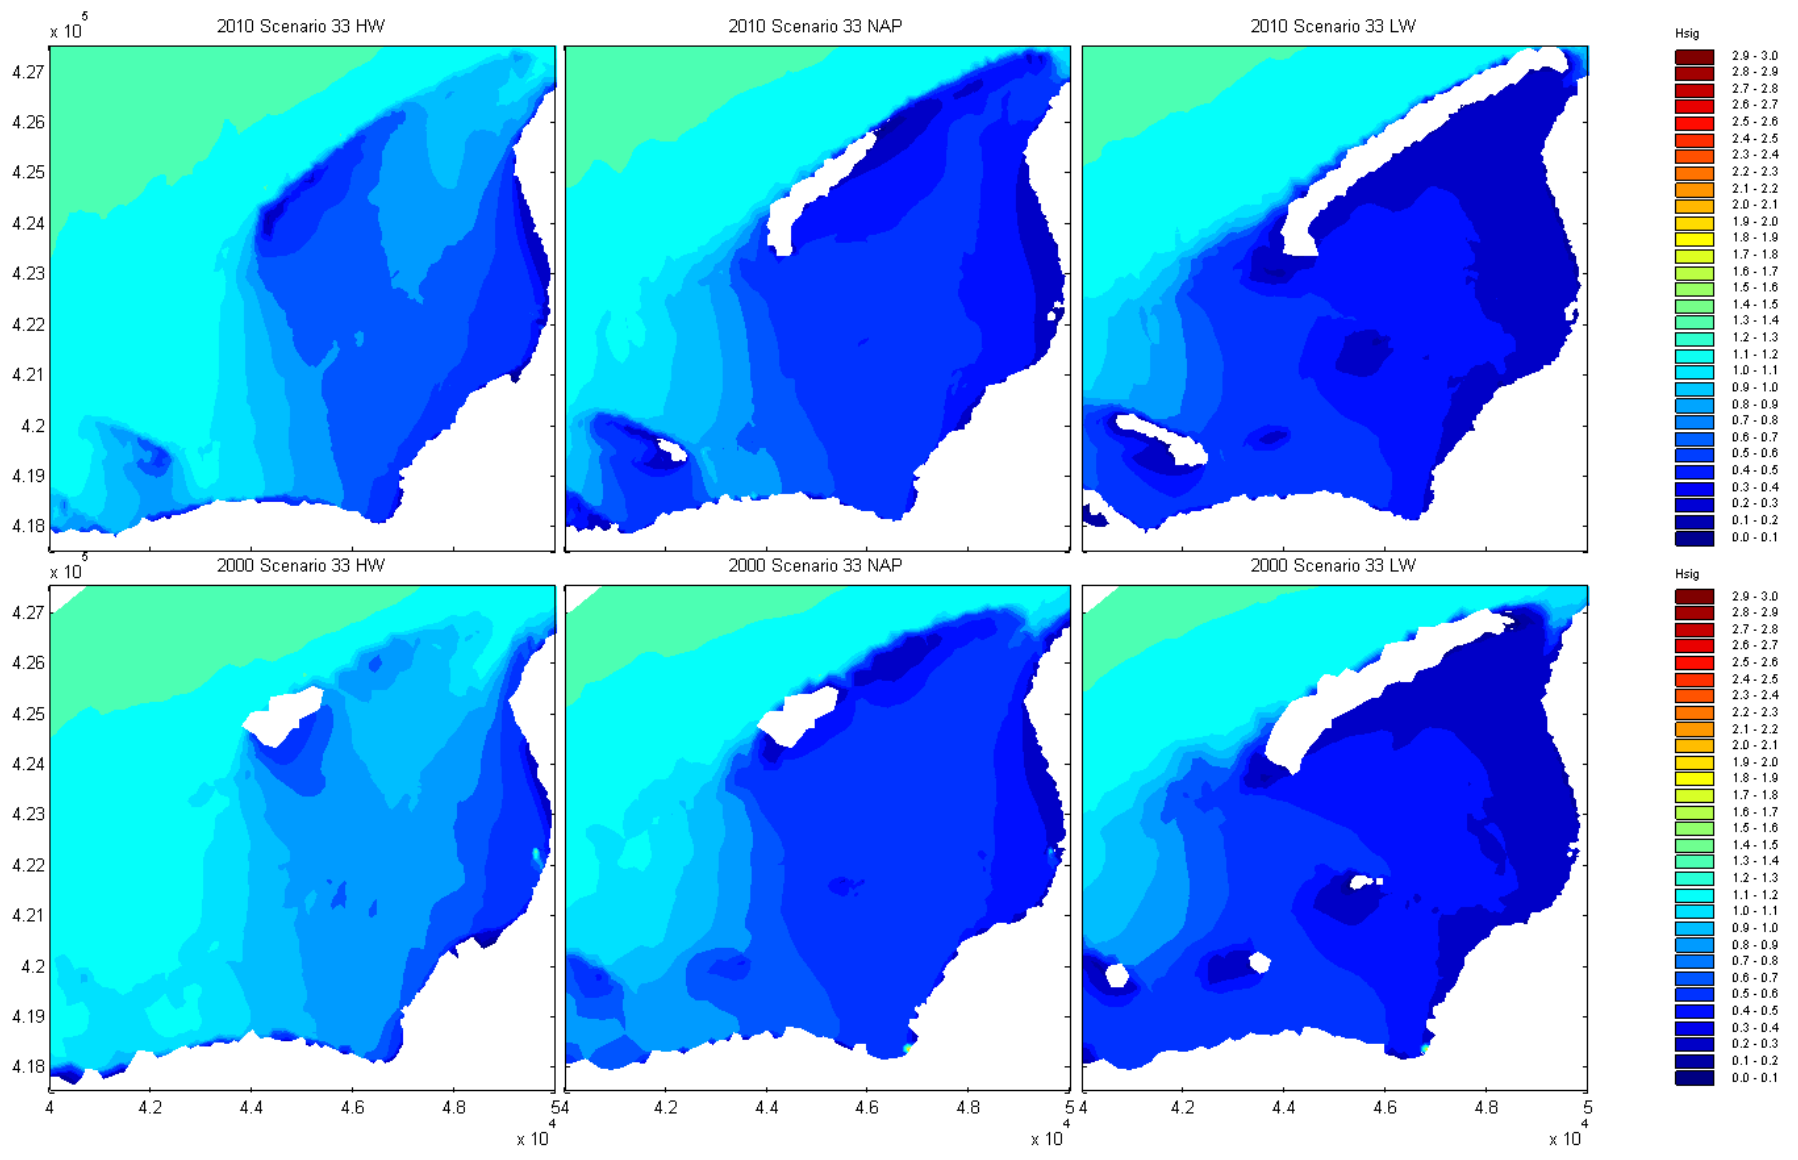 x 10 5
2010 Scenario 33 HW
2010 Scenario 33 NAP
2010 Scenario 33 LW
4.27
4.26
4.25
4.24
4.23
4.22
4.21
4.2
4.19
4.18
Hsig
2.9 - 3.0
2.8 - 2.9
2.7 - 2.8
2.6 - 2.7
2.5 - 2.6
2.4 - 2.5
2.3 - 2.4
2.2 - 2.3
2.1 - 2.2
2.0 - 2.1
1.9 - 2.0
1.8 - 1.9
1.7 - 1.8
1.6 - 1.7
1.5 - 1.6
1.4 - 1.5
1.3 - 1.4
1.2 - 1.3
1.1 - 1.2
1.0 - 1.1
0.9 - 1.0
0.8 - 0.9
0.7 - 0.8
0.6 - 0.7
0.5 - 0.6
0.4 - 0.5
0.3 - 0.4
0.2 - 0.3
0.1 - 0.2
0.0 - 0.1
x 10 5
2000 Scenario 33 HW
2000 Scenario 33 NAP
2000 Scenario 33 LW
4.27
4.26
4.25
4.24
4.23
4.22
4.21
4.2
4.19
4.18
Hsig
2.9 - 3.0
2.8 - 2.9
2.7 - 2.8
2.6 - 2.7
2.5 - 2.6
2.4 - 2.5
2.3 - 2.4
2.2 - 2.3
2.1 - 2.2
2.0 - 2.1
1.9 - 2.0
1.8 - 1.9
1.7 - 1.8
1.6 - 1.7
1.5 - 1.6
1.4 - 1.5
1.3 - 1.4
1.2 - 1.3
1.1 - 1.2
1.0 - 1.1
0.9 - 1.0
0.8 - 0.9
0.7 - 0.8
0.6 - 0.7
0.5 - 0.6
0.4 - 0.5
0.3 - 0.4
0.2 - 0.3
0.1 - 0.2
0.0 - 0.1
4 4.2 4.4 4.6 4.8 5 4 4.2 4.4 4.6 4.8 5 4 4.2 4.4 4.6 4.8 5
x 10 4 x 10 4 x 10 4